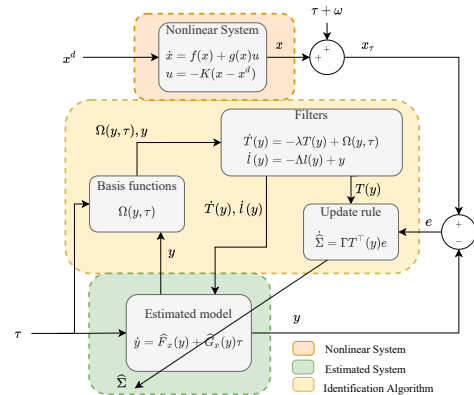 τ + ω
Nonlinear System
x^d
ẋ = f(x) + g(x)u
u = −K(x − x^d)
x
+
+
x_τ
Filters
Ω(y, τ), y
Ṫ(y) = −λT(y) + Ω(y, τ)
l̇(y) = −Λl(y) + y
Basis functions
Ω(y, τ)
Ṫ(y), l̇(y)
T(y)
Update rule
Σ̂̇ = ΓT^⊤(y)e
e
+
−
y
Estimated model
τ
ẏ = F̂_x(y) + Ĝ_x(y)τ
y
Σ̂
Nonlinear System
Estimated System
Identification Algorithm